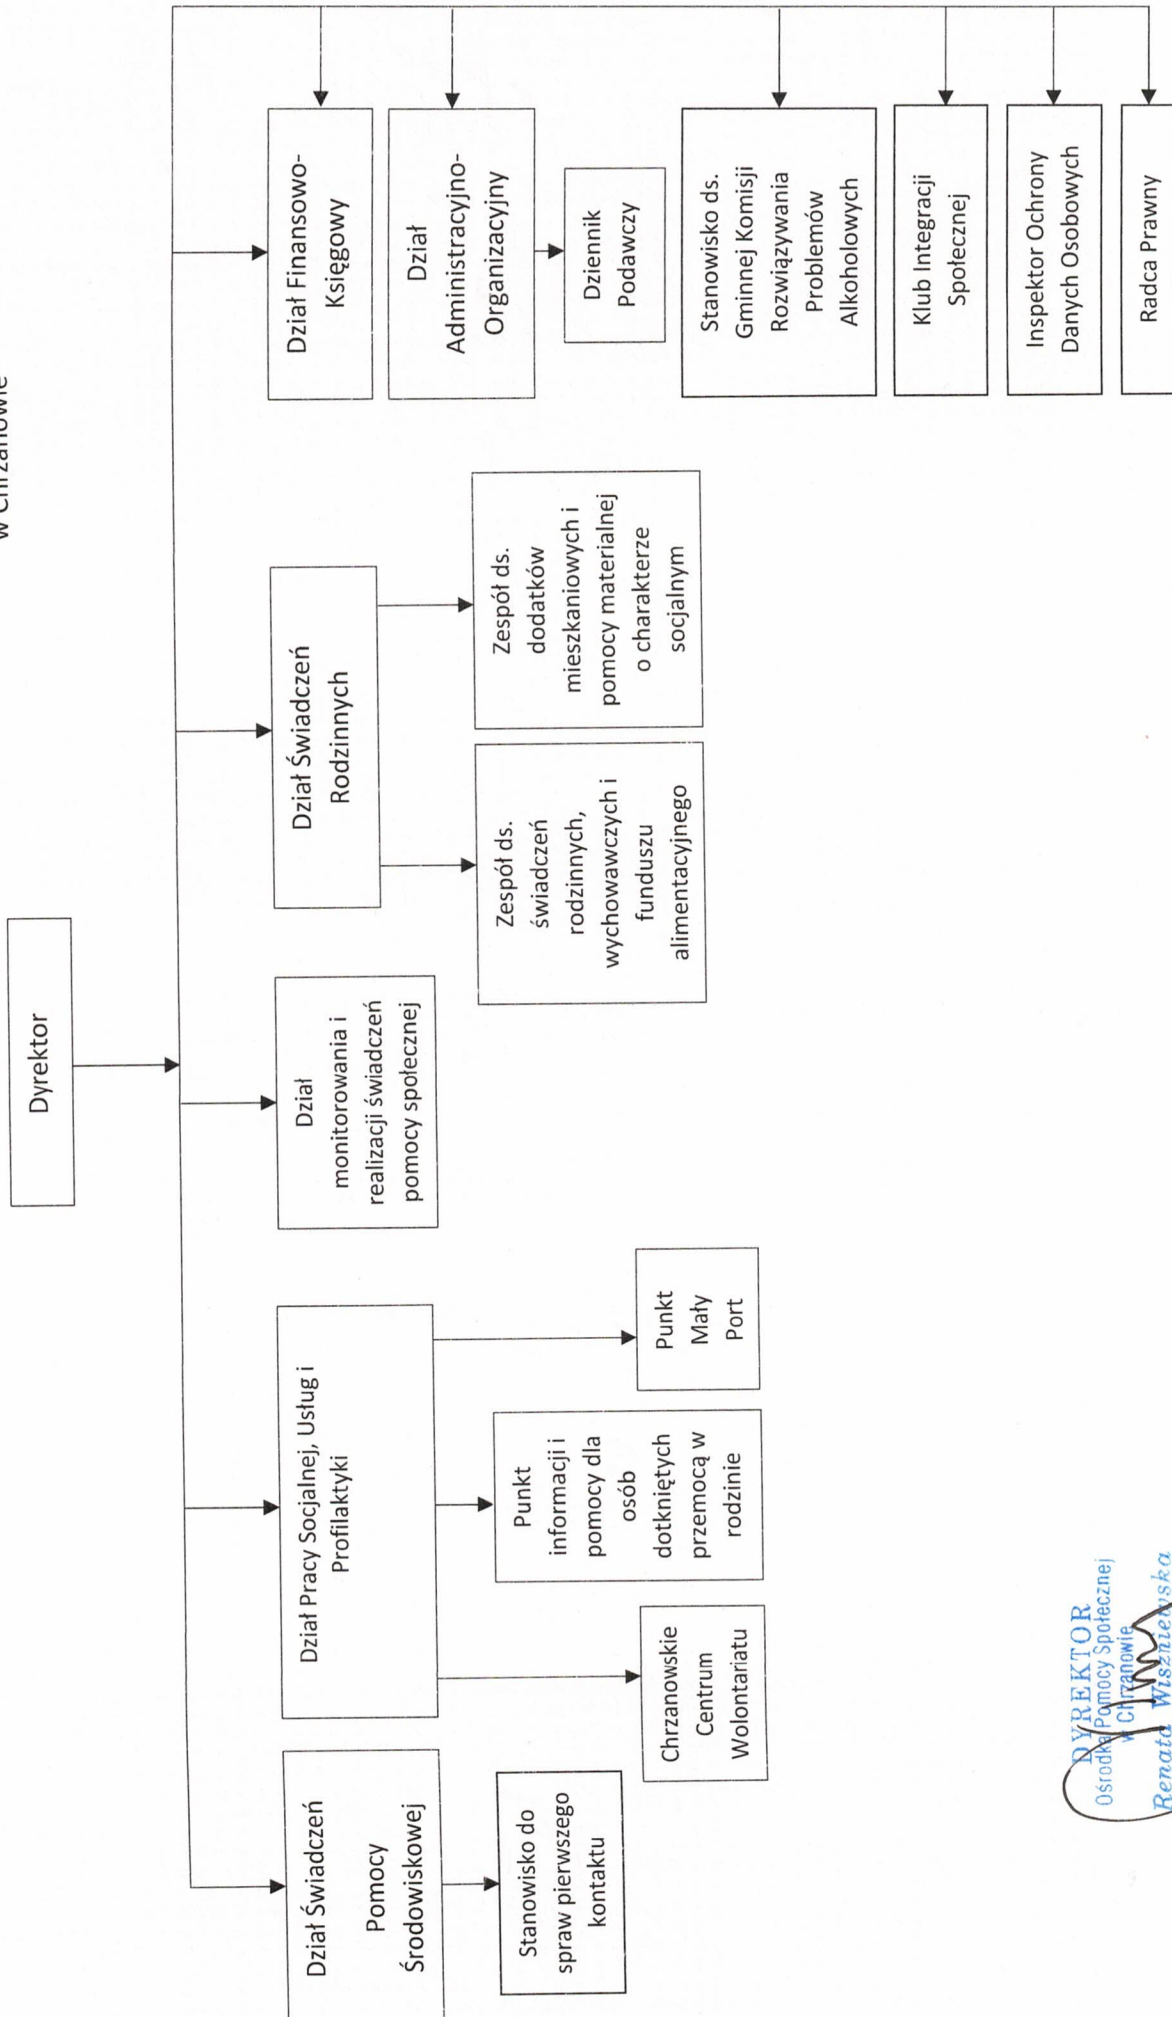 w Chrzanowie
Dyrektor
Dział Świadczeń
Pomocy
Środowiskowej
Stanowisko do
spraw pierwszego
kontaktu
Dział Pracy Socjalnej, Usług i
Profilaktyki
Chrzanowskie
Centrum
Wolontariatu
Punkt
informacji i
pomocy dla
osób
dotkniętych
przemocą w
rodzinie
Punkt
Mały
Port
Dział
monitorowania i
realizacji świadczeń
pomocy społecznej
Dział Świadczeń
Rodzinnych
Zespół ds.
świadczeń
rodzinnych,
wychowawczych i
funduszu
alimentacyjnego
Zespół ds.
dodatków
mieszkaniowych i
pomocy materialnej
o charakterze
socjalnym
Dział Finansowo-
Księgowy
Dział
Administracyjno-
Organizacyjny
Dziennik
Podawczy
Stanowisko ds.
Gminnej Komisji
Rozwiązywania
Problemów
Alkoholowych
Klub Integracji
Społecznej
Inspektor Ochrony
Danych Osobowych
Radca Prawny
DYREKTOR
Ośrodka Pomocy Społecznej
w Chrzanowie
Renata Wiszniewska